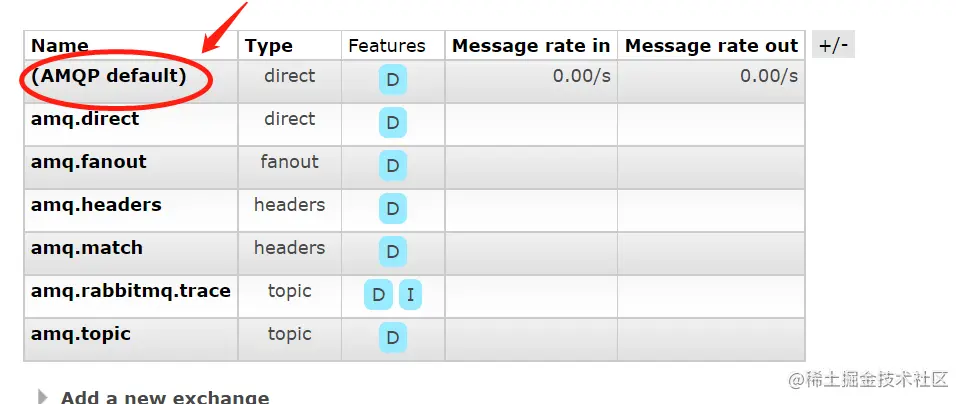 Name Type Features Message rate in Message rate out +/-
(AMQP default) direct D 0.00/s 0.00/s
amq.direct direct D
amq.fanout fanout D
amq.headers headers D
amq.match headers D
amq.rabbitmq.trace topic D I
amq.topic topic D
@稀土掘金技术社区
Add a new exchange